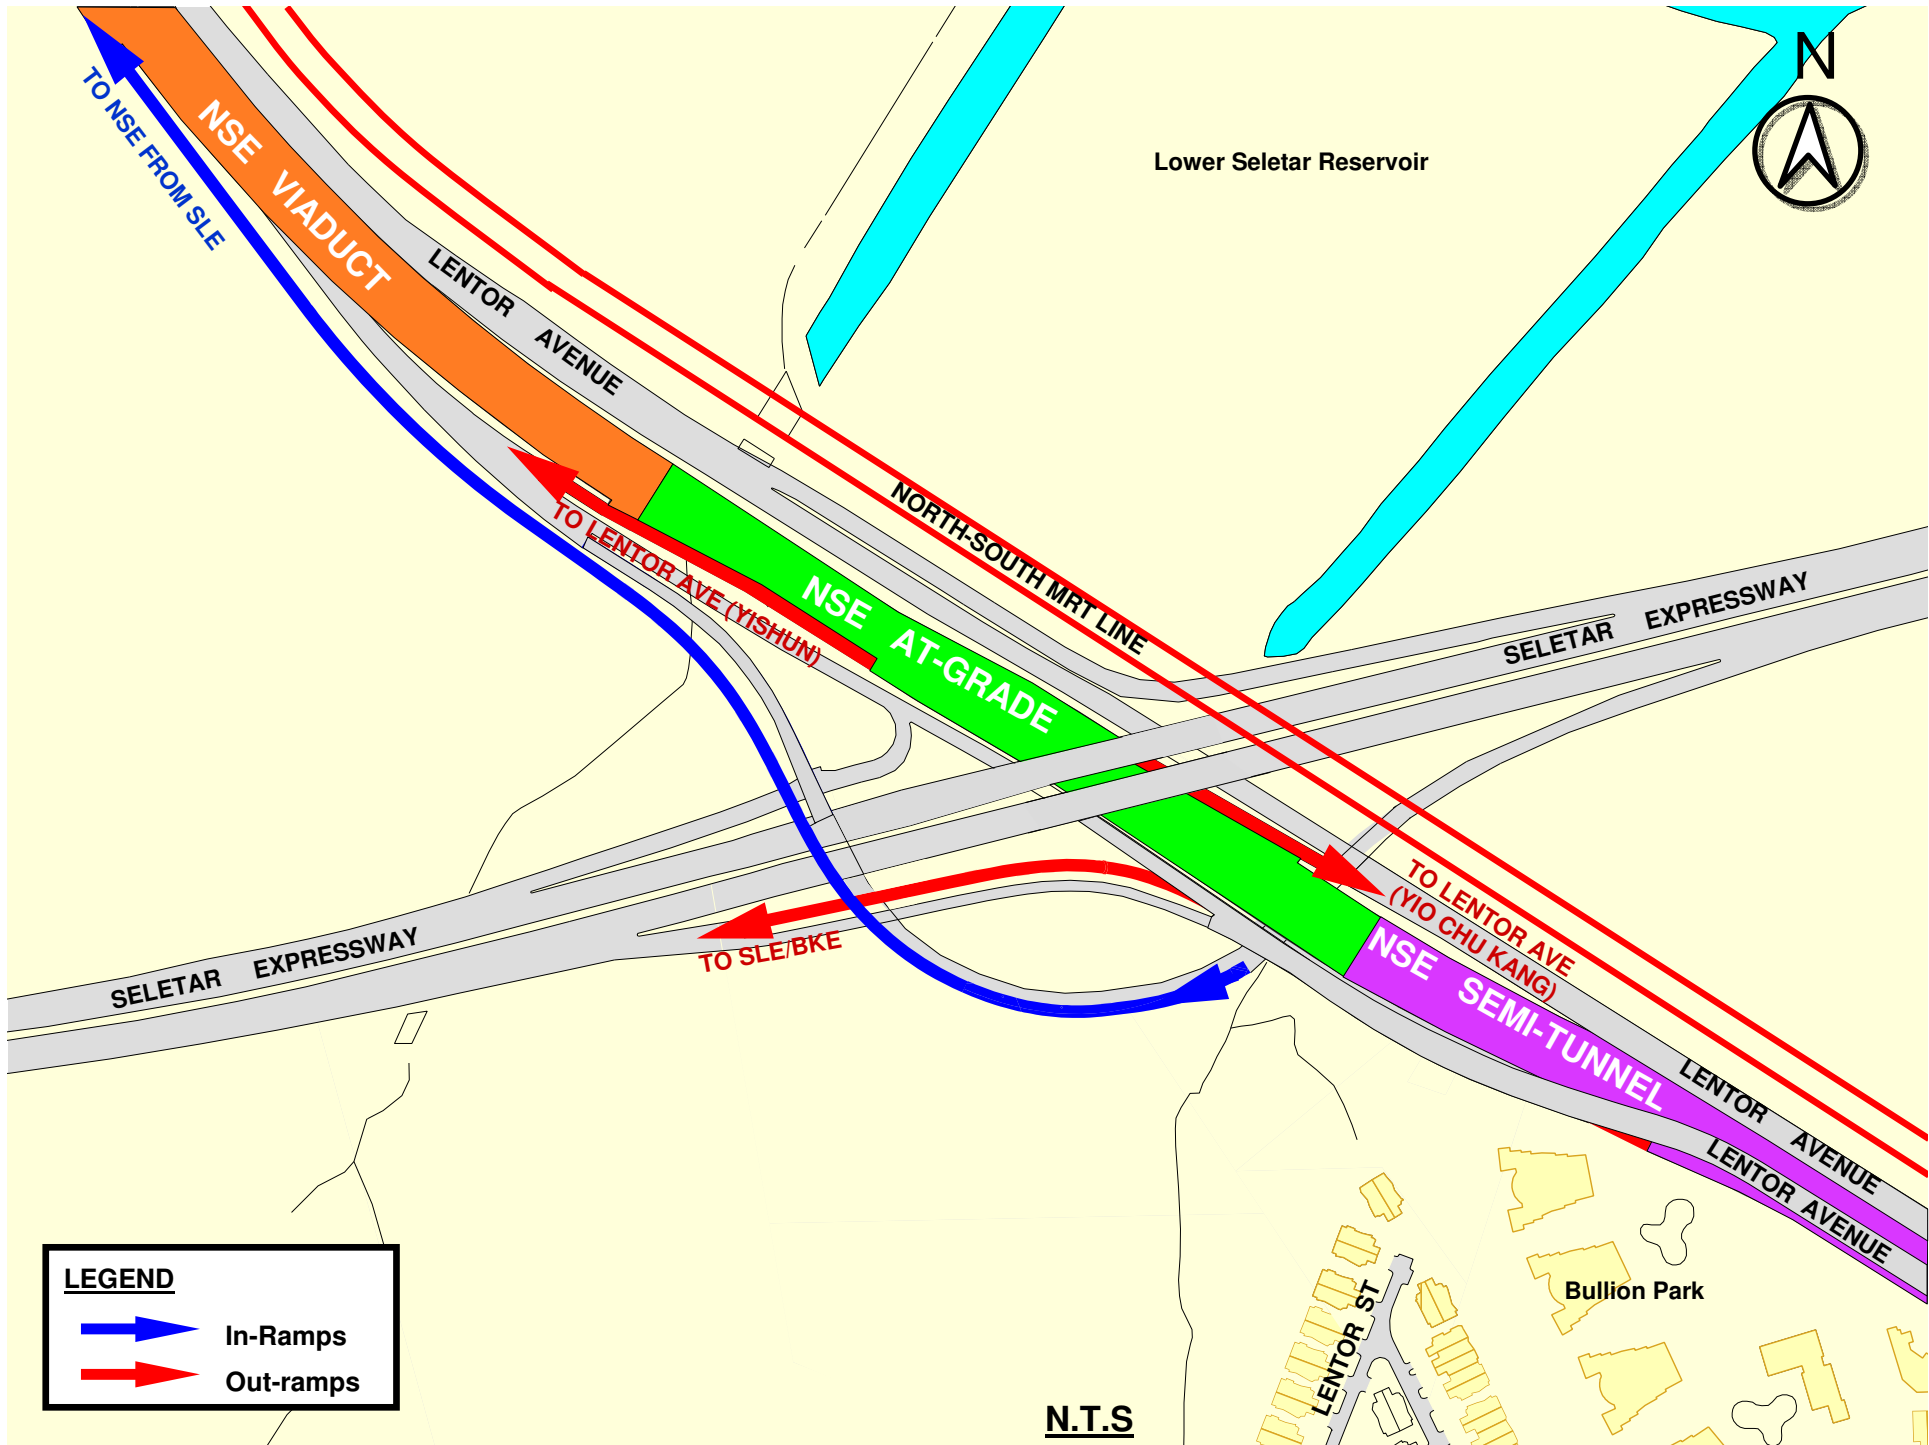 N
TO NSE FROM SLE
NSE VIADUCT
Lower Seletar Reservoir
LENTOR AVENUE
NORTH-SOUTH MRT LINE
TO LENTOR AVE (YISHUN)
NSE AT-GRADE
SELETAR EXPRESSWAY
TO LENTOR AVE
(YIO CHU KANG)
TO SLE/BKE
SELETAR EXPRESSWAY
NSE SEMI-TUNNEL
LENTOR AVENUE
LENTOR AVENUE
Bullion Park
LENTOR ST
LEGEND
In-Ramps
Out-ramps
N.T.S